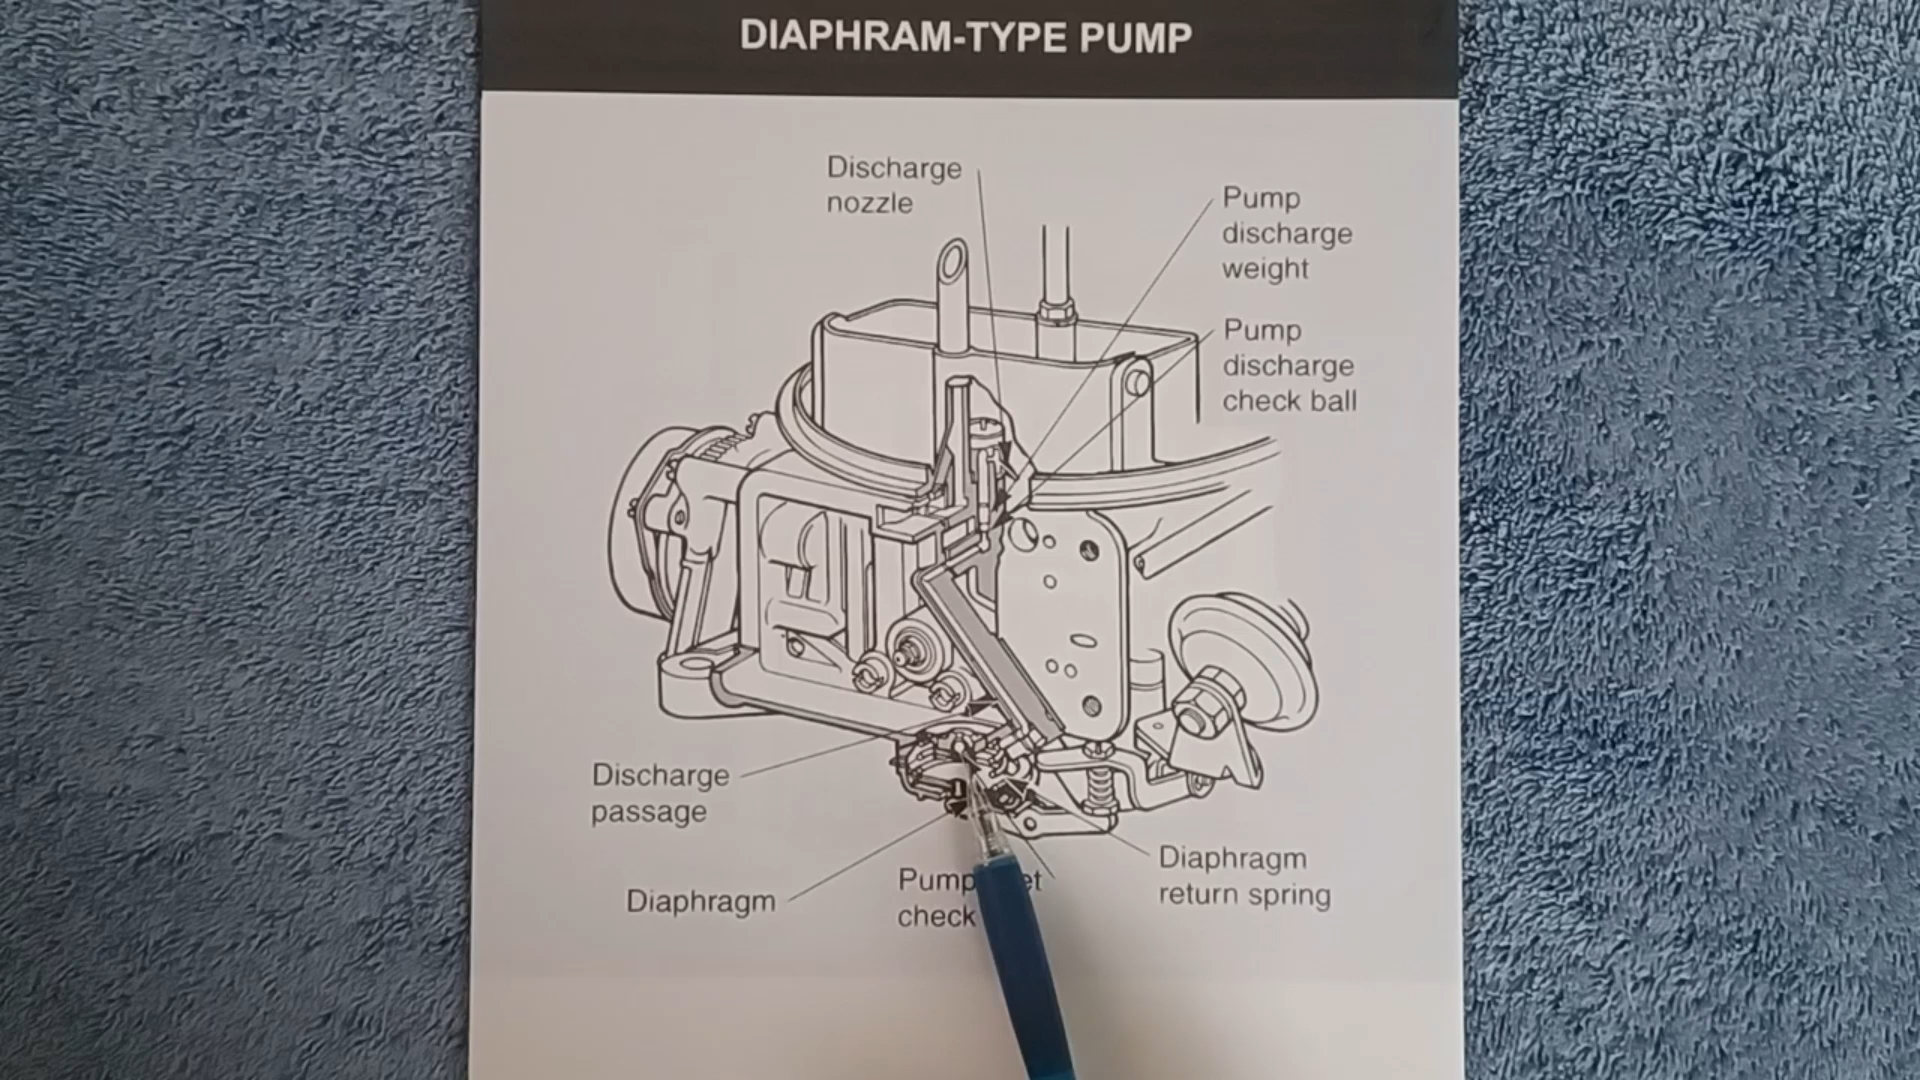 DIAPHRAM-TYPE PUMP
Discharge
nozzle
Pump
discharge
weight
Pump
discharge
check ball
Discharge
passage
Diaphragm
Pump
check
Diaphragm
return spring